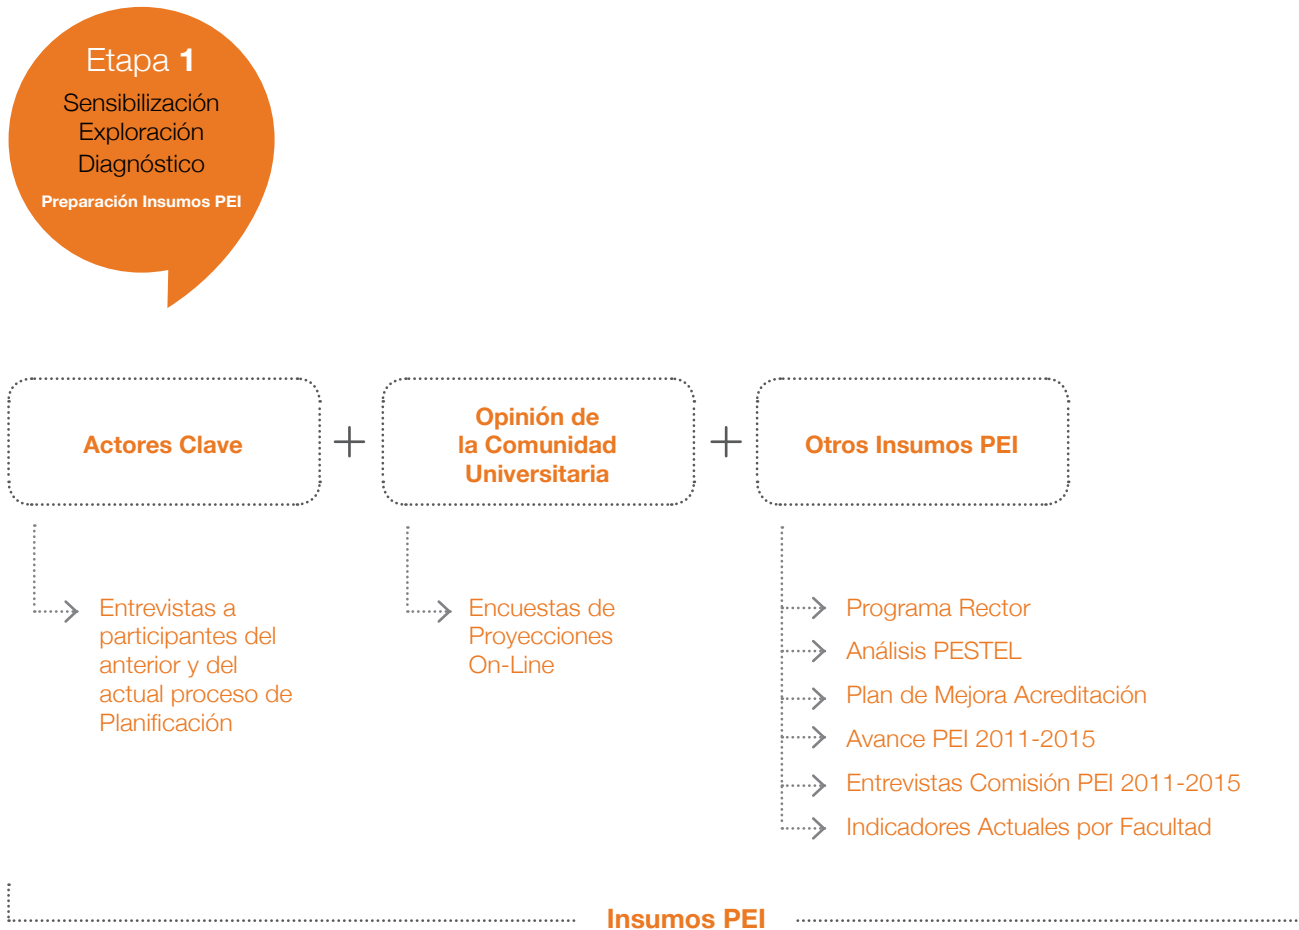 Etapa 1
Sensibilización
Exploración
Diagnóstico
Preparación Insumos PEI
Actores Clave
+
Opinión de
la Comunidad
Universitaria
+
Otros Insumos PEI
Entrevistas a
participantes del
anterior y del
actual proceso de
Planificación
Encuestas de
Proyecciones
On-Line
Programa Rector
Análisis PESTEL
Plan de Mejora Acreditación
Avance PEI 2011-2015
Entrevistas Comisión PEI 2011-2015
Indicadores Actuales por Facultad
Insumos PEI